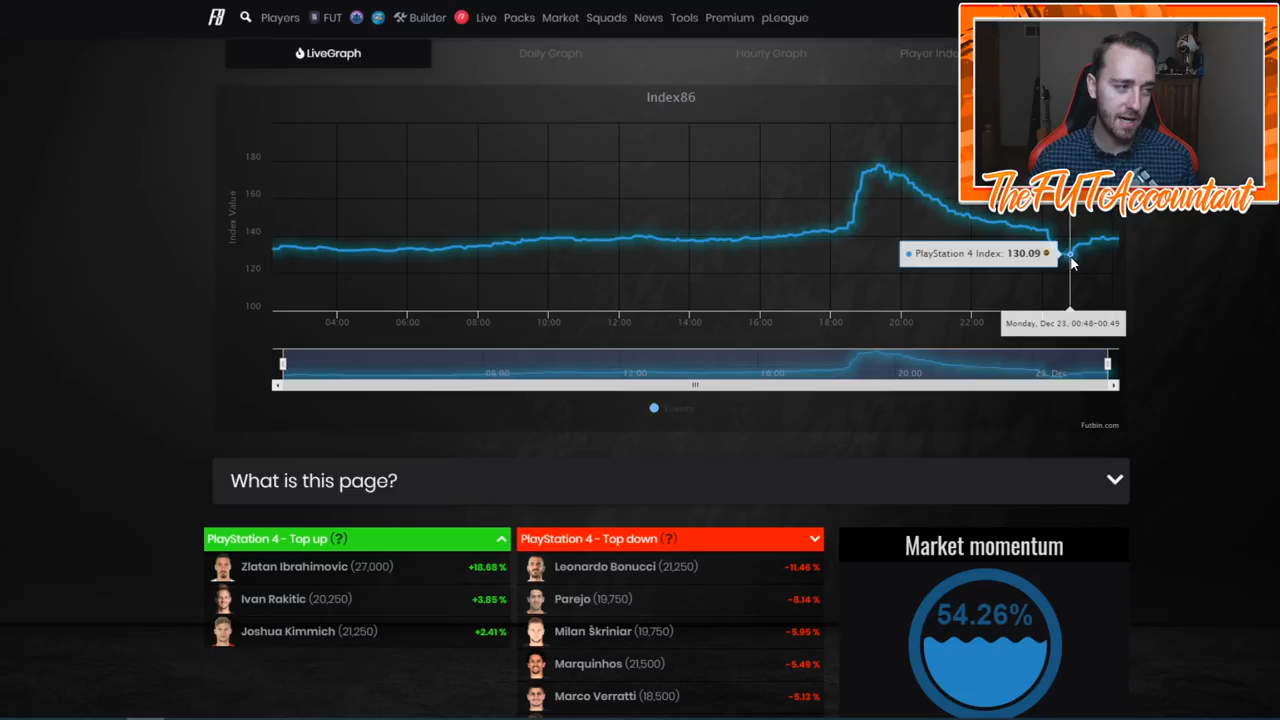 F8 Players FUT Builder Live Packs Market Squads News Tools Premium pLeague
LiveGraph Daily Graph Hourly Graph Player Inde
TheFUTAccountant
Index86
Index Value
180
160
140
120
100
PlayStation 4 Index: 130.09
04:00 06:00 08:00 10:00 12:00 14:00 16:00 18:00 20:00 22:00
Monday, Dec 23, 00:48-00:49
08:00 12:00 16:00 20:00 23. Dec
Events
Futbin.com
What is this page?
PlayStation 4 - Top up (?)
Zlatan Ibrahimovic (27,000) +18.68 %
Ivan Rakitic (20,250) +3.85 %
Joshua Kimmich (21,250) +2.41 %
PlayStation 4 - Top down (?)
Leonardo Bonucci (21,250) -11.46 %
Parejo (19,750) -8.14 %
Milan Škriniar (19,750) -5.95 %
Marquinhos (21,500) -5.49 %
Marco Verratti (18,500) -5.13 %
Market momentum
54.26%